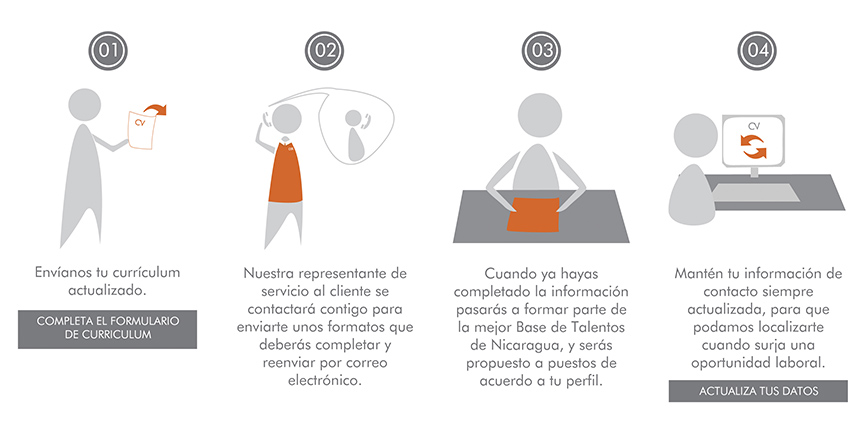 01
CV
Envíanos tu currículum
actualizado.
COMPLETA EL FORMULARIO
DE CURRICULUM
02
Nuestra representante de
servicio al cliente se
contactará contigo para
enviarte unos formatos que
deberás completar y
reenviar por correo
electrónico.
03
Cuando ya hayas
completado la información
pasarás a formar parte de
la mejor Base de Talentos
de Nicaragua, y serás
propuesto a puestos de
acuerdo a tu perfil.
04
CV
Mantén tu información de
contacto siempre
actualizada, para que
podamos localizarte
cuando surja una
oportunidad laboral.
ACTUALIZA TUS DATOS